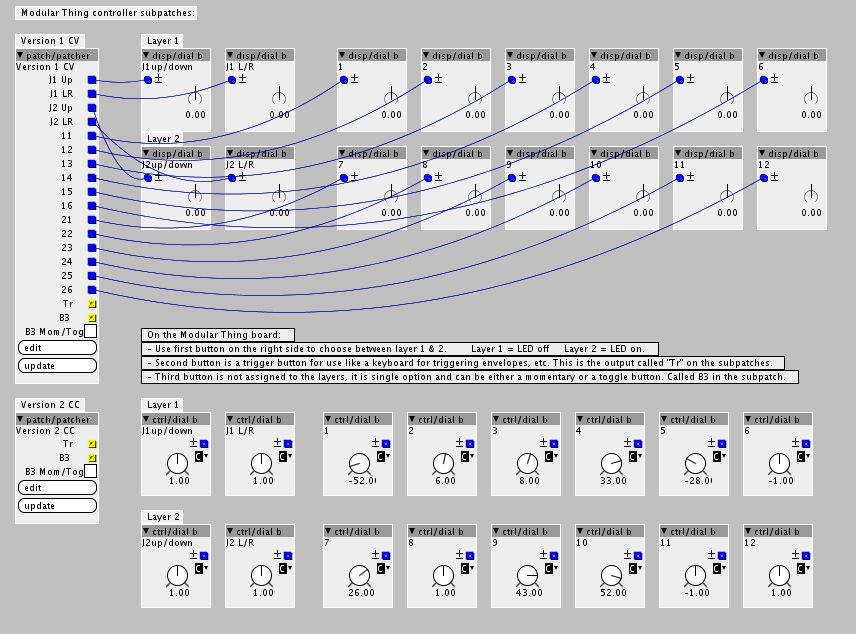 Modular Thing controller subpatches:
Version 1 CV
Layer 1
patch/patcher
Version 1 CV
disp/dial b disp/dial b disp/dial b disp/dial b disp/dial b disp/dial b disp/dial b disp/dial b
J1up/down J1 L/R 1 2 3 4 5 6
J1 Up ± ± ± ± ± ± ± ±
J1 LR
J2 Up 0.00 0.00 0.00 0.00 0.00 0.00 0.00 0.00
J2 LR
11 Layer 2
12 disp/dial b disp/dial b disp/dial b disp/dial b disp/dial b disp/dial b disp/dial b disp/dial b
13 J2up/down J2 L/R 7 8 9 10 11 12
14 ± ± ± ± ± ± ± ±
15
16 0.00 0.00 0.00 0.00 0.00 0.00 0.00 0.00
21
22
23
24
25
26
Tr
B3
B3 Mom/Tog
edit
update
On the Modular Thing board:
- Use first button on the right side to choose between layer 1 & 2. Layer 1 = LED off Layer 2 = LED on.
- Second button is a trigger button for use like a keyboard for triggering envelopes, etc. This is the output called "Tr" on the subpatches.
- Third button is not assigned to the layers, it is single option and can be either a momentary or a toggle button. Called B3 in the subpatch.
Version 2 CC
Layer 1
patch/patcher
Version 2 CC
Tr
B3
B3 Mom/Tog
edit
update
ctrl/dial b ctrl/dial b ctrl/dial b ctrl/dial b ctrl/dial b ctrl/dial b ctrl/dial b ctrl/dial b
J1up/down J1 L/R 1 2 3 4 5 6
± ± ± ± ± ± ± ±
C C C C C C C C
1.00 1.00 -52.0 6.00 8.00 33.00 -28.0 -1.00
Layer 2
ctrl/dial b ctrl/dial b ctrl/dial b ctrl/dial b ctrl/dial b ctrl/dial b ctrl/dial b ctrl/dial b
J2up/down J2 L/R 7 8 9 10 11 12
± ± ± ± ± ± ± ±
C C C C C C C C
1.00 1.00 26.00 1.00 43.00 52.00 -1.00 1.00